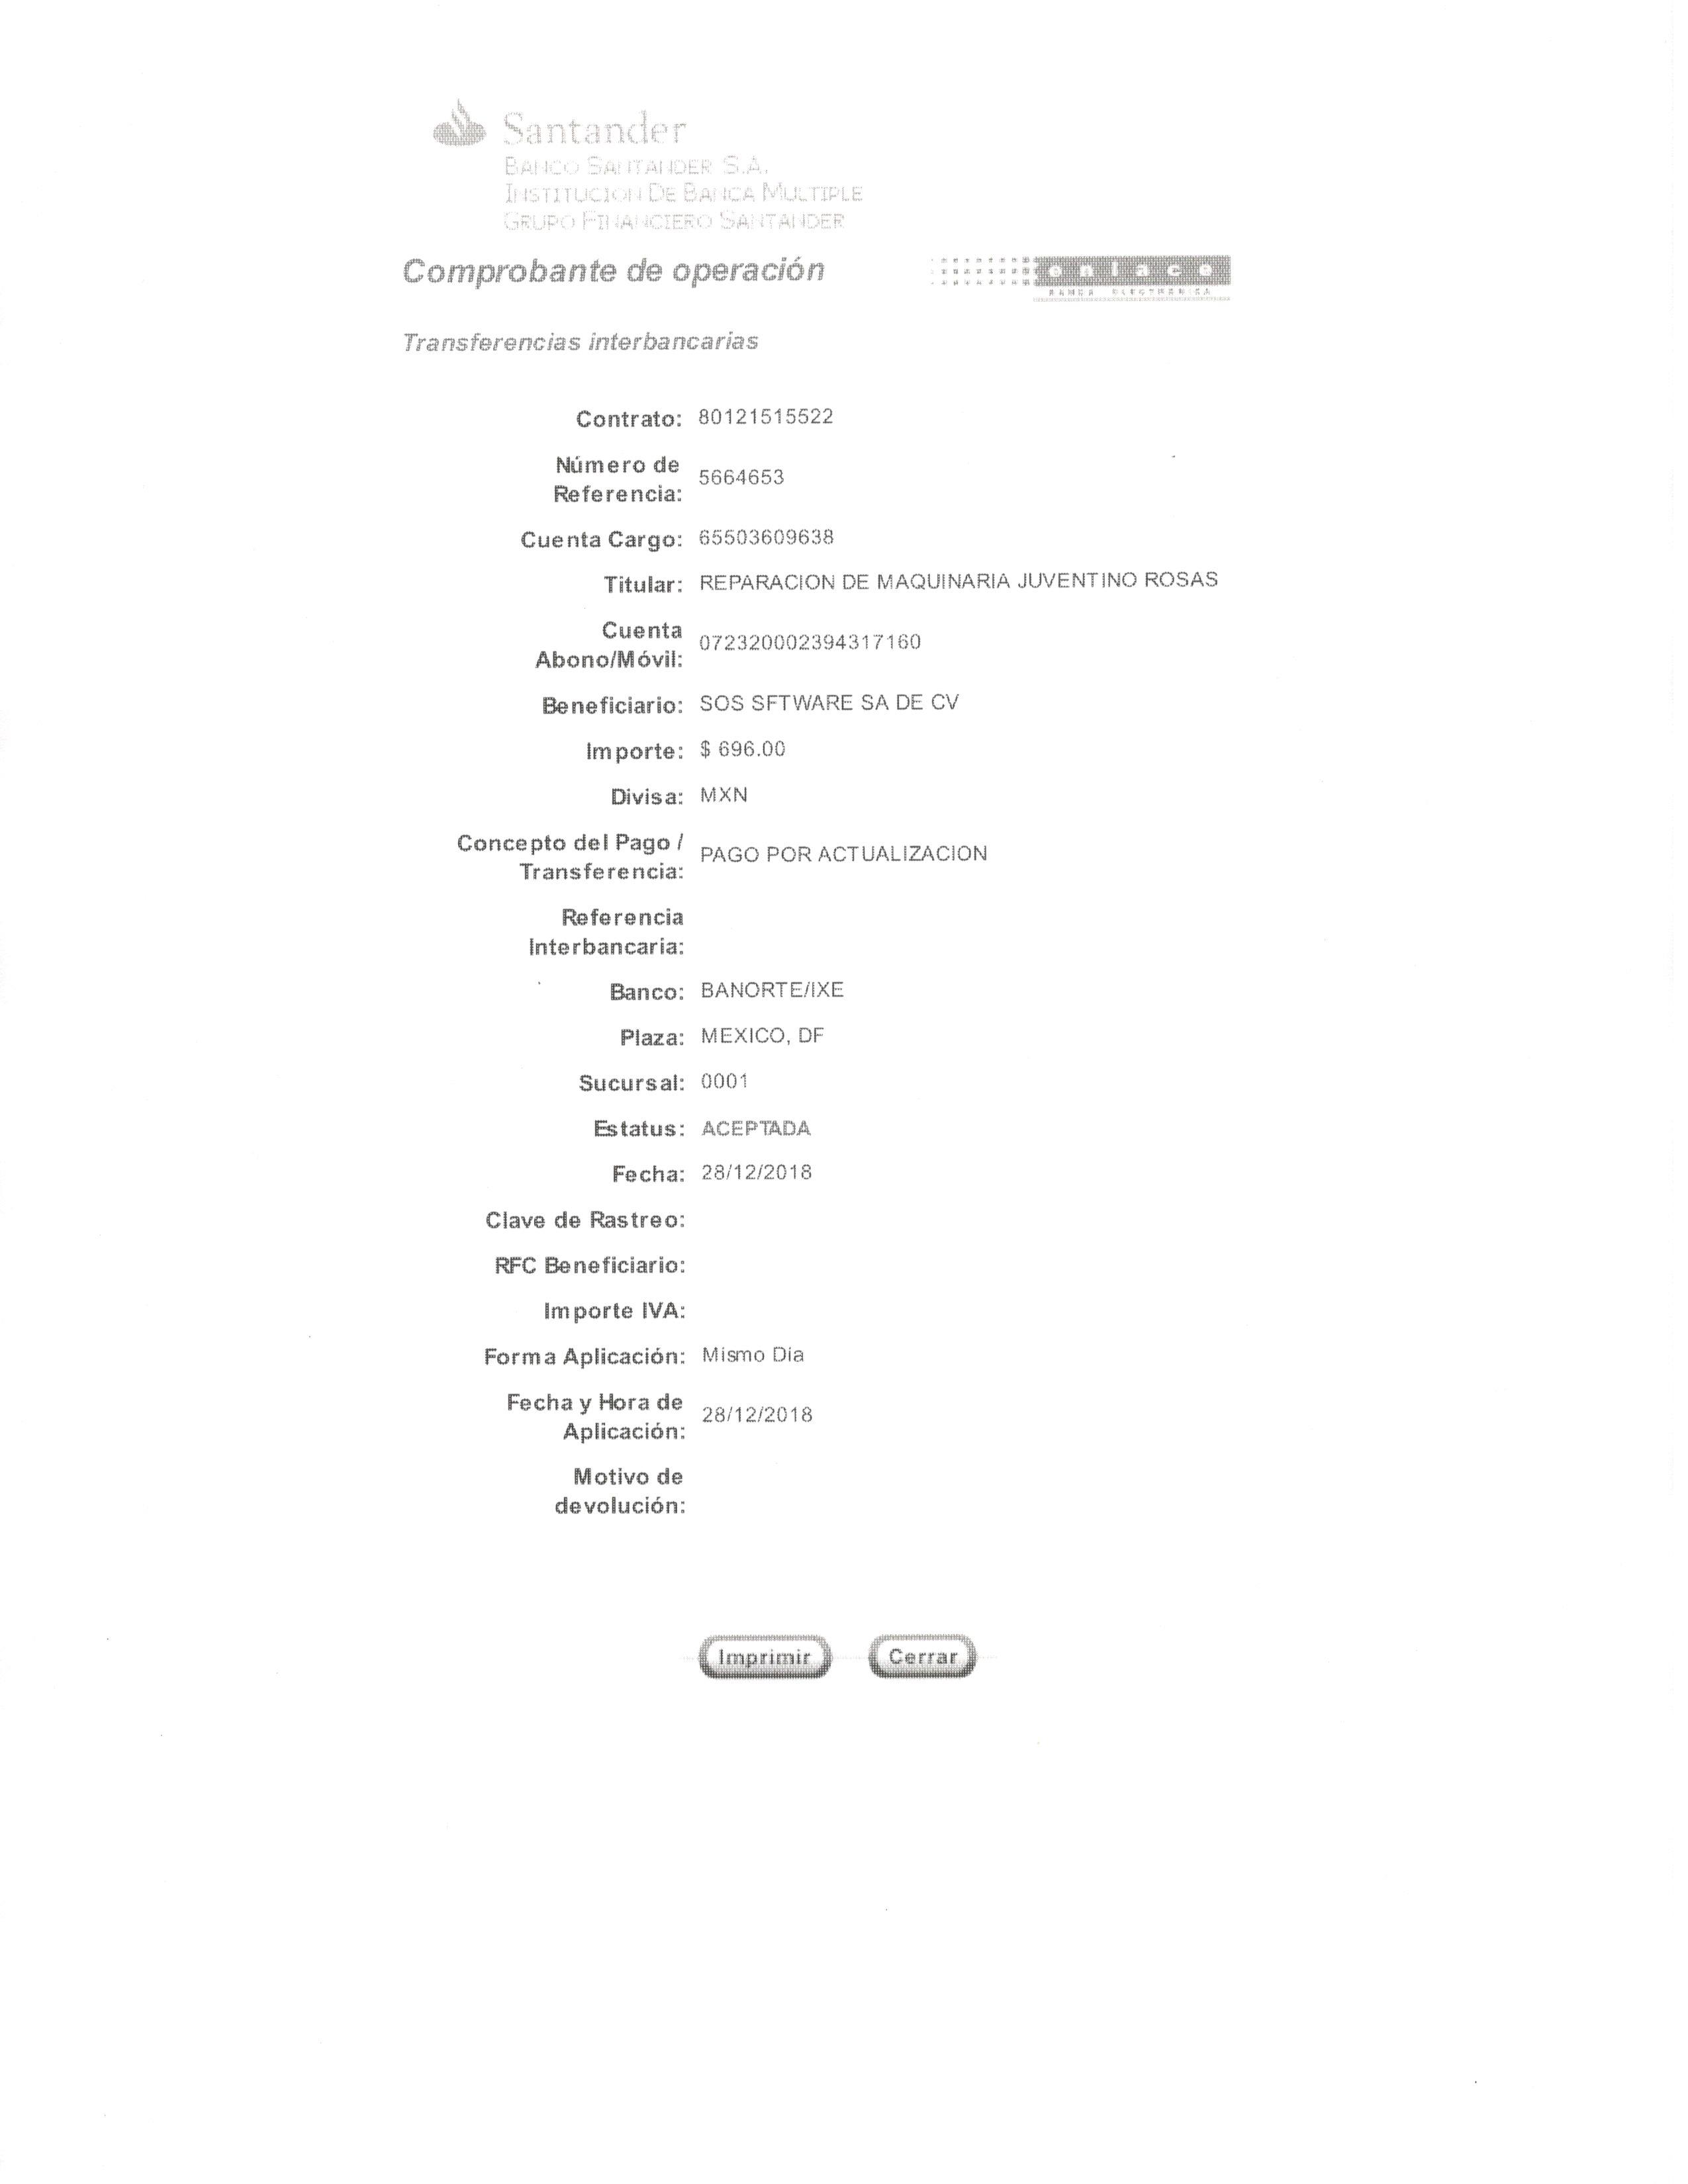 Santander
BANCO SANTANDER S.A.
INSTITUCION DE BANCA MULTIPLE
GRUPO FINANCIERO SANTANDER
Comprobante de operación
enlace
BANCA ELECTRONICA
Transferencias interbancarias
Contrato: 80121515522
Número de
Referencia: 5664653
Cuenta Cargo: 65503609638
Titular: REPARACION DE MAQUINARIA JUVENTINO ROSAS
Cuenta
Abono/Móvil: 072320002394317160
Beneficiario: SOS SFTWARE SA DE CV
Importe: $ 696.00
Divisa: MXN
Concepto del Pago /
Transferencia: PAGO POR ACTUALIZACION
Referencia
Interbancaria:
Banco: BANORTE/IXE
Plaza: MEXICO, DF
Sucursal: 0001
Estatus: ACEPTADA
Fecha: 28/12/2018
Clave de Rastreo:
RFC Beneficiario:
Importe IVA:
Forma Aplicación: Mismo Dia
Fecha y Hora de
Aplicación: 28/12/2018
Motivo de
devolución:
Imprimir Cerrar